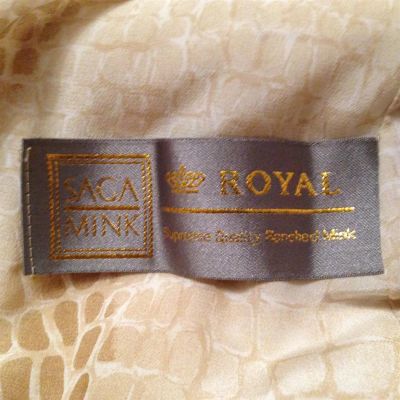 SAGA
MINK
ROYAL
Supreme Quality Ranched Mink